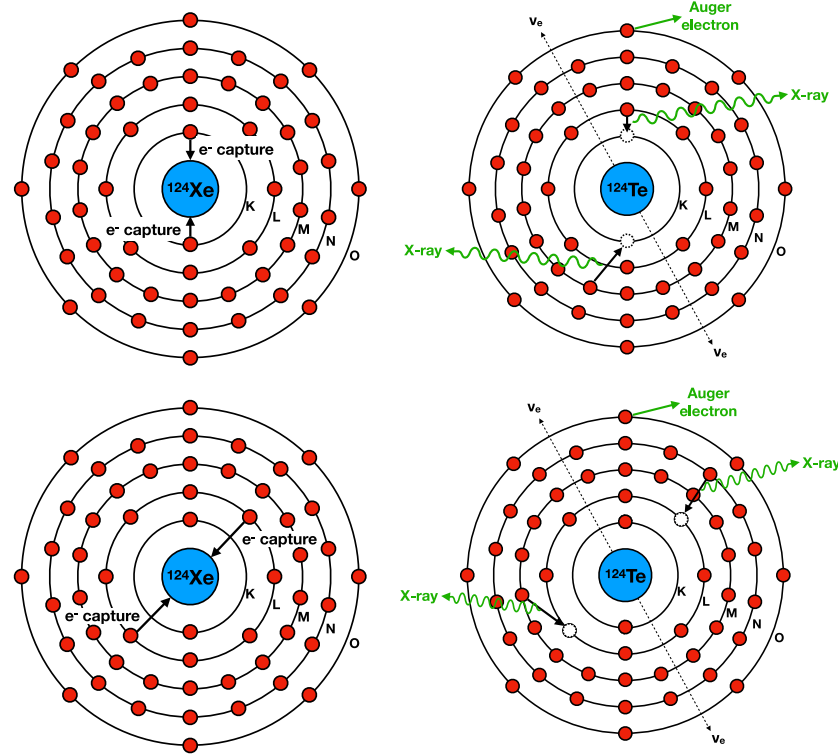 Auger
electron
νe
X-ray
e- capture
124Xe
K
L
M
N
O
e- capture
124Te
K
L
M
N
O
X-ray
νe
Auger
electron
νe
X-ray
e- capture
124Xe
K
L
M
N
O
e- capture
124Te
K
L
M
N
O
X-ray
νe